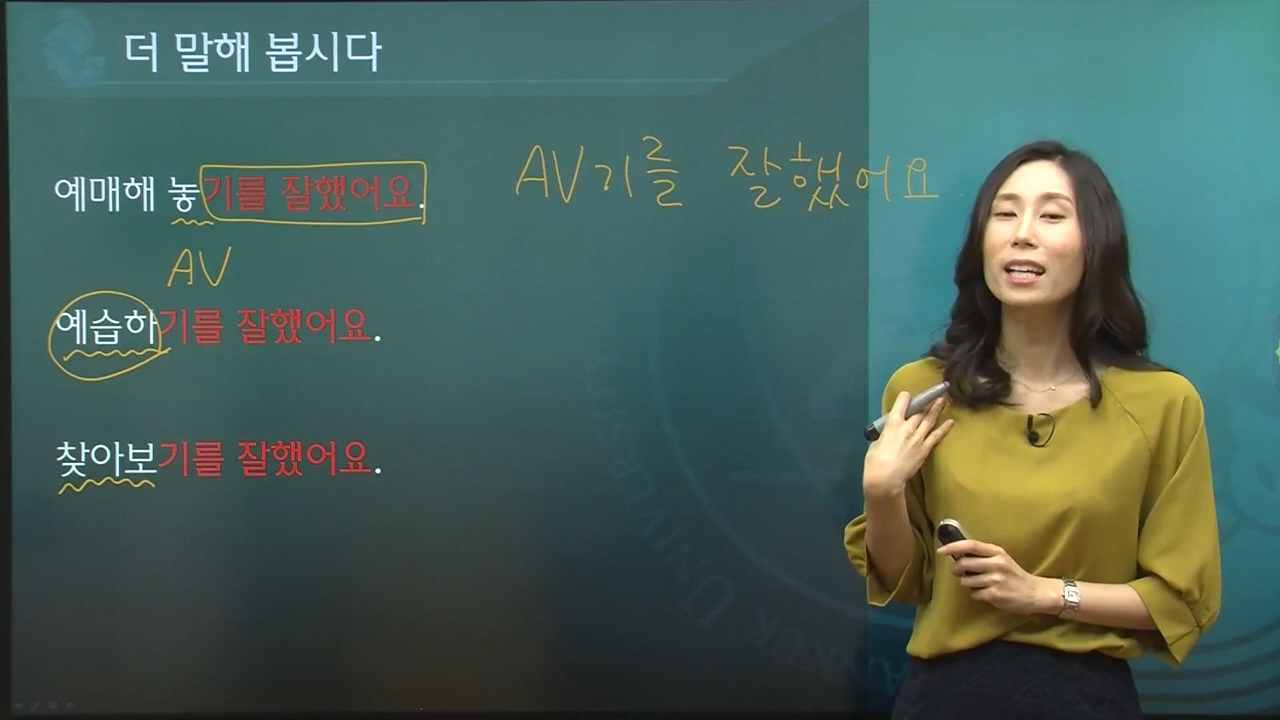 더 말해 봅시다
예매해 놓기를 잘했어요.
AV기를 잘했어요.
AV
예습하기를 잘했어요.
찾아보기를 잘했어요.